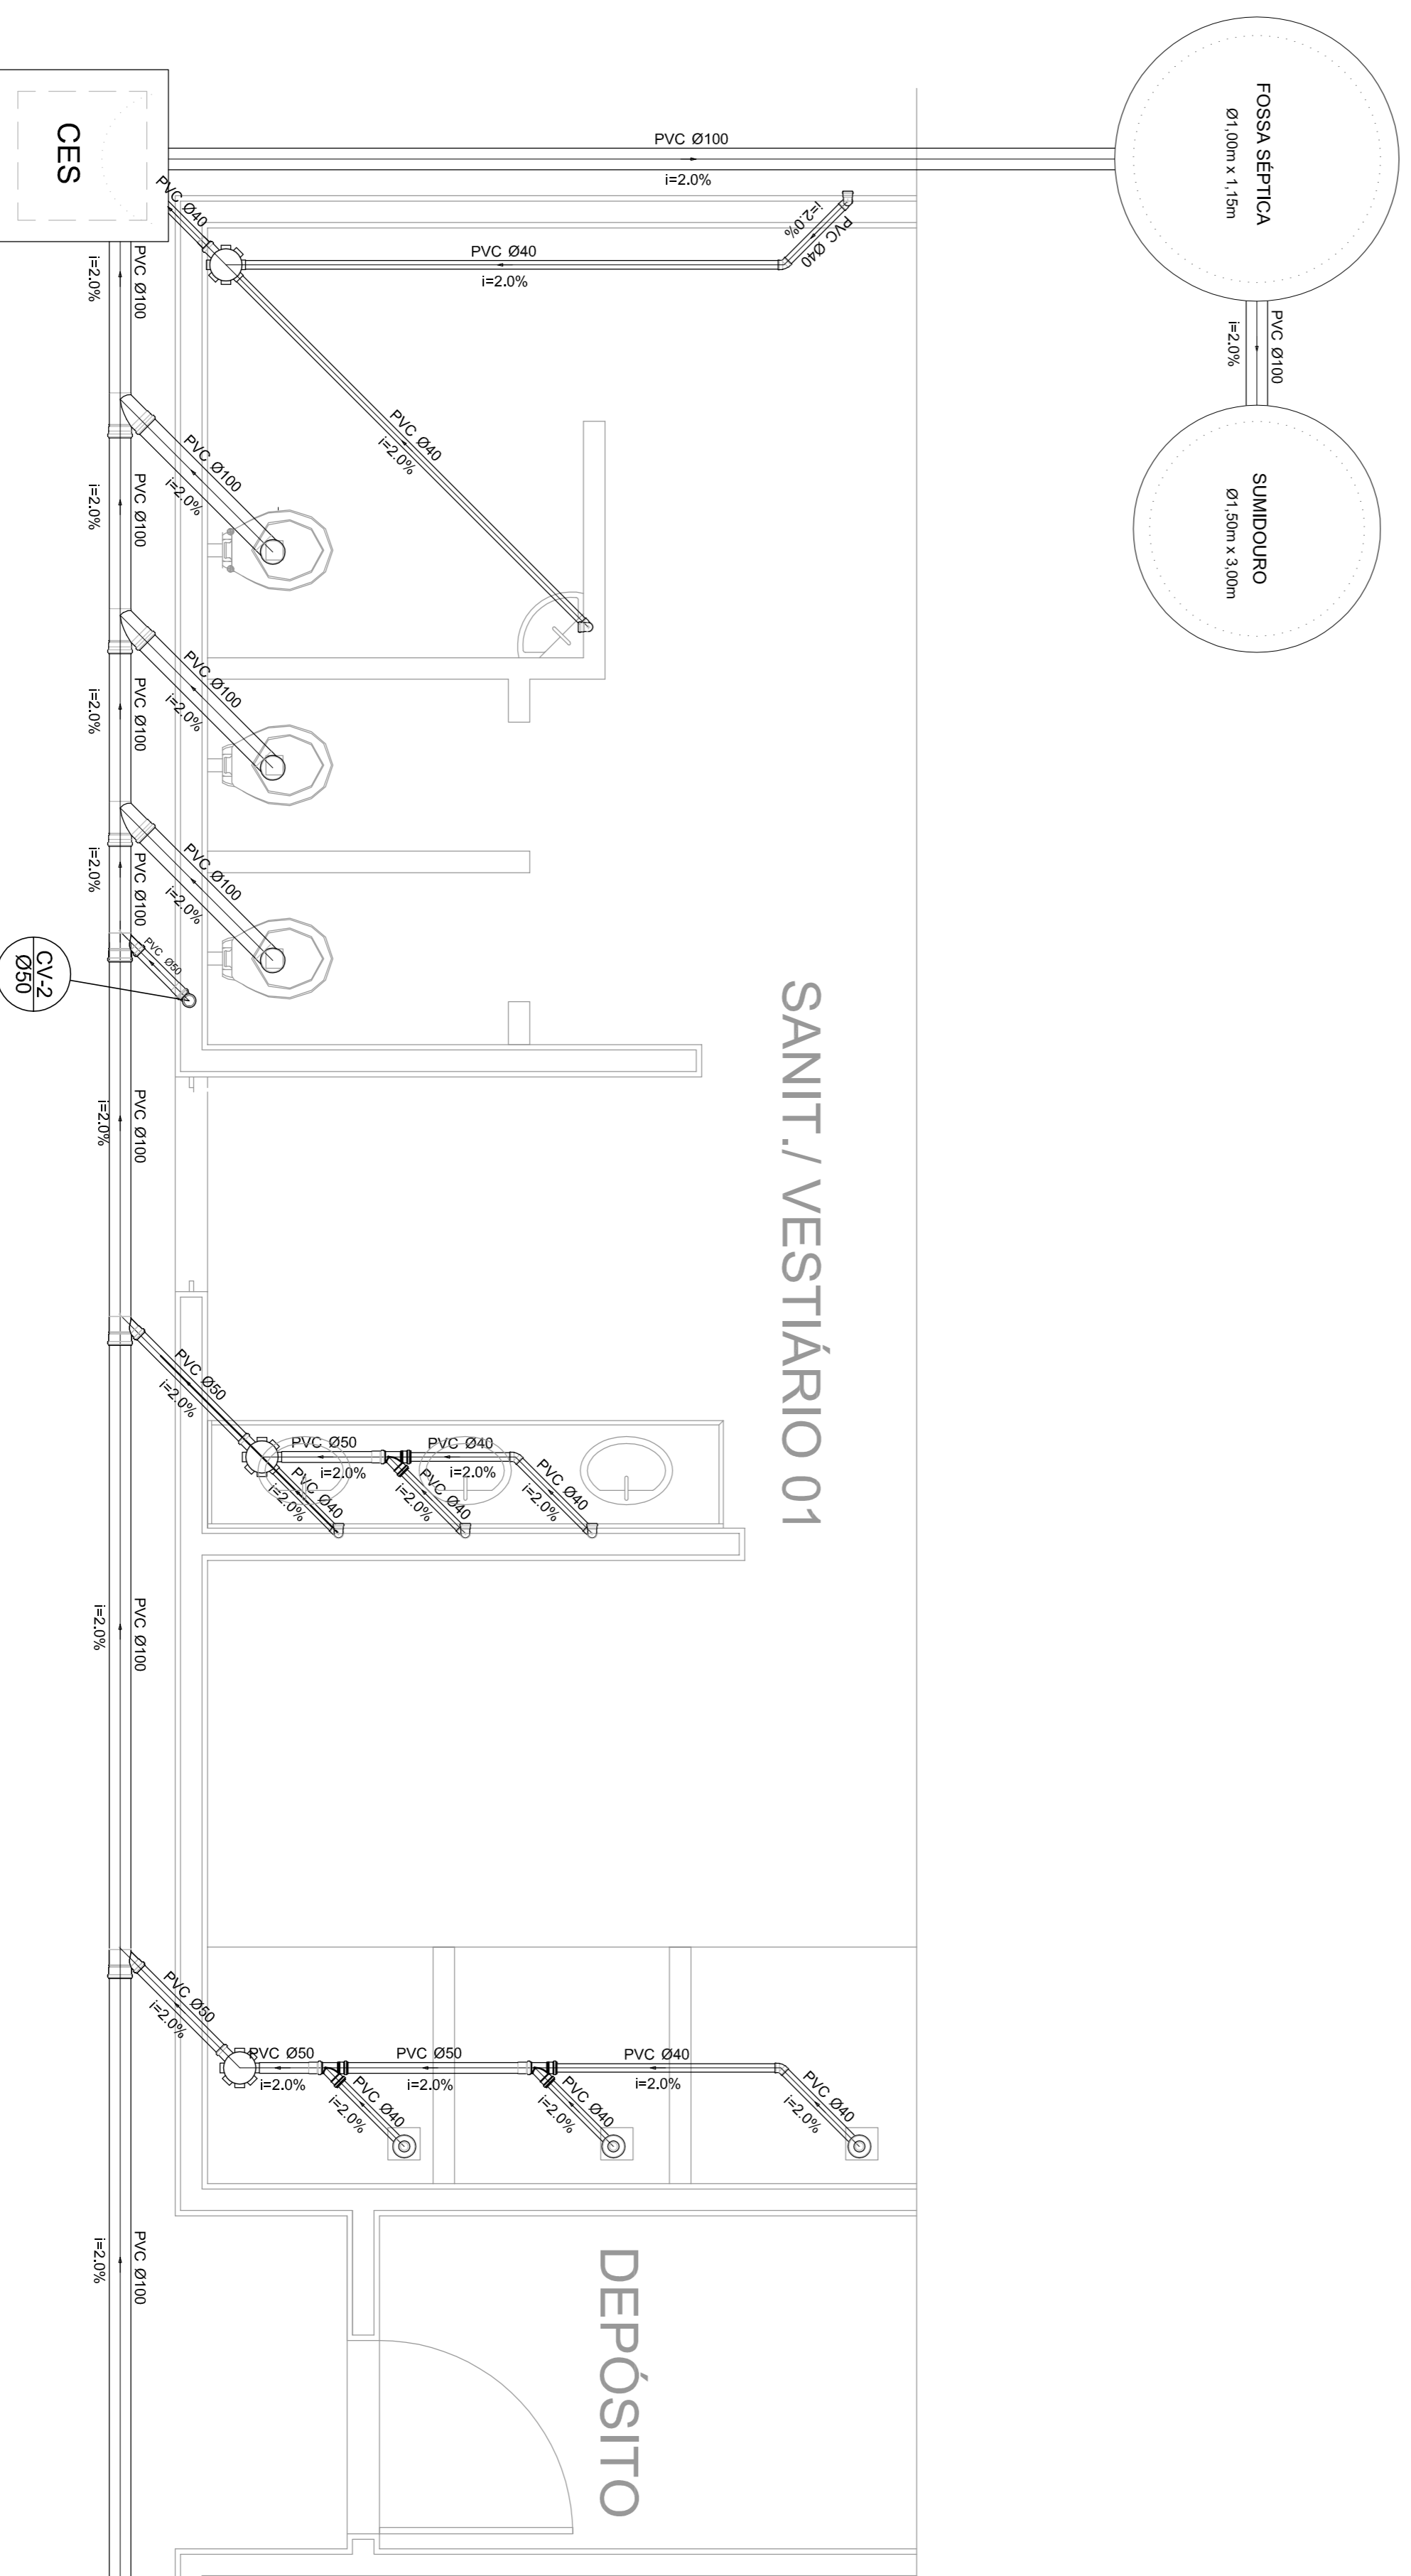 FOSSA SÉPTICA
Ø1,00m x 1,15m
PVC Ø100
i=2.0%
SUMIDOURO
Ø1,50m x 3,00m
PVC Ø100
i=2.0%
CES
PVC Ø40
PVC Ø40
i=2.0%
PVC Ø40
i=2.0%
PVC Ø40
i=2.0%
PVC Ø100
i=2.0%
PVC Ø100
i=2.0%
PVC Ø100
i=2.0%
PVC Ø100
i=2.0%
PVC Ø100
i=2.0%
PVC Ø100
i=2.0%
PVC Ø100
i=2.0%
PVC Ø50
CV-2
Ø50
SANIT./ VESTIÁRIO 01
PVC Ø100
i=2.0%
PVC Ø50
i=2.0%
PVC Ø50
i=2.0%
PVC Ø40
i=2.0%
PVC Ø40
i=2.0%
PVC Ø40
i=2.0%
PVC Ø40
i=2.0%
PVC Ø100
i=2.0%
PVC Ø50
i=2.0%
PVC Ø50
i=2.0%
PVC Ø50
i=2.0%
PVC Ø40
i=2.0%
PVC Ø40
i=2.0%
PVC Ø40
i=2.0%
PVC Ø40
i=2.0%
PVC Ø100
i=2.0%
DEPÓSITO